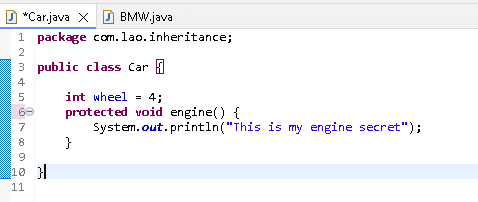 *Car.java BMW.java
1 package com.lao.inheritance;
2
3 public class Car {
4
5 int wheel = 4;
6 protected void engine() {
7 System.out.println("This is my engine secret");
8 }
9
10 }
11